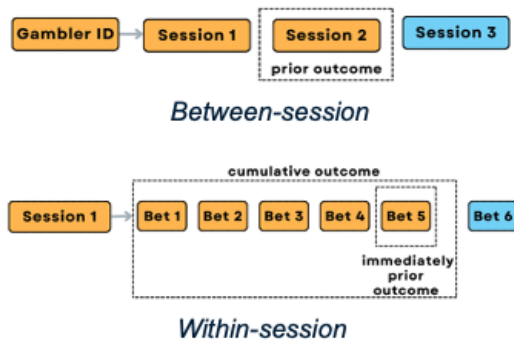 Gambler ID Session 1 Session 2 Session 3
prior outcome
Between-session
cumulative outcome
Session 1 Bet 1 Bet 2 Bet 3 Bet 4 Bet 5 Bet 6
immediately
prior
outcome
Within-session